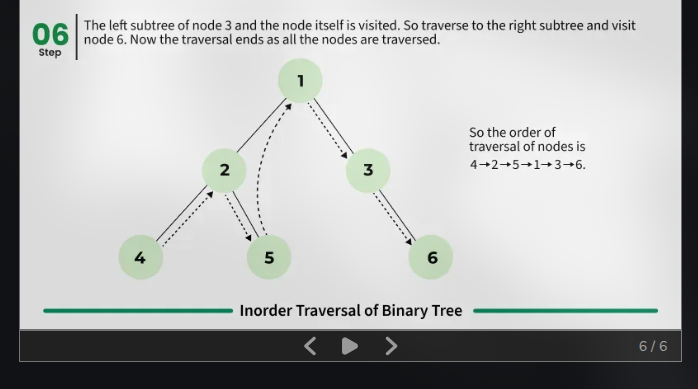 06
Step
The left subtree of node 3 and the node itself is visited. So traverse to the right subtree and visit
node 6. Now the traversal ends as all the nodes are traversed.
1
2
3
4
5
6
So the order of
traversal of nodes is
4→2→5→1→3→6.
Inorder Traversal of Binary Tree
6 / 6